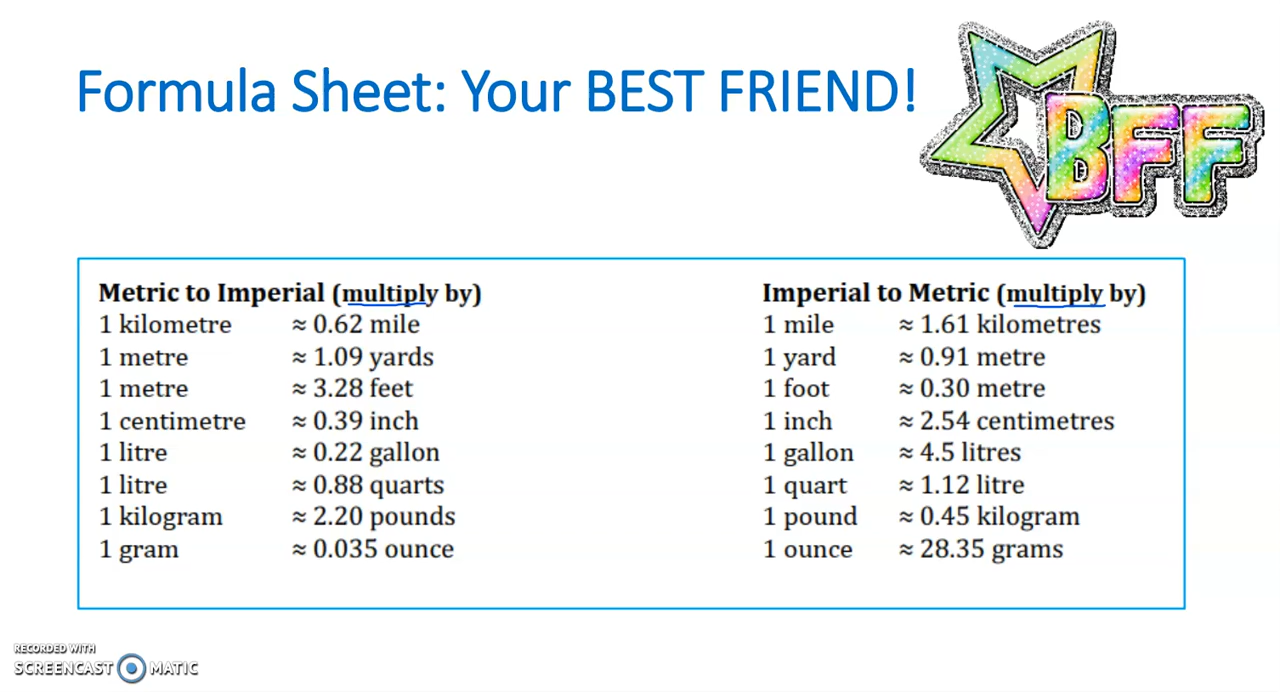 Formula Sheet: Your BEST FRIEND!
BFF
Metric to Imperial (multiply by)
1 kilometre ≈ 0.62 mile
1 metre ≈ 1.09 yards
1 metre ≈ 3.28 feet
1 centimetre ≈ 0.39 inch
1 litre ≈ 0.22 gallon
1 litre ≈ 0.88 quarts
1 kilogram ≈ 2.20 pounds
1 gram ≈ 0.035 ounce
Imperial to Metric (multiply by)
1 mile ≈ 1.61 kilometres
1 yard ≈ 0.91 metre
1 foot ≈ 0.30 metre
1 inch ≈ 2.54 centimetres
1 gallon ≈ 4.5 litres
1 quart ≈ 1.12 litre
1 pound ≈ 0.45 kilogram
1 ounce ≈ 28.35 grams
RECORDED WITH
SCREENCAST MATIC